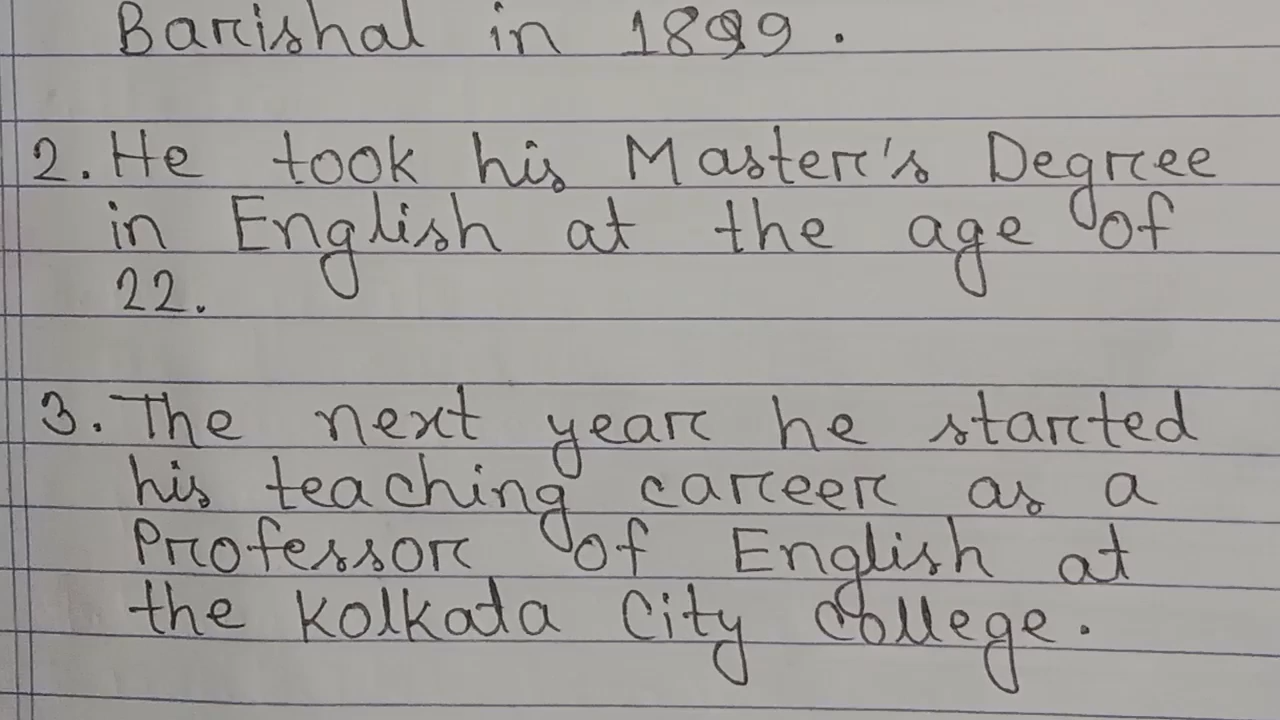 Barishal in 1899.
2. He took his Master's Degree
in English at the age of
22.
3. The next year he started
his teaching career as a
Professor of English at
the Kolkata City College.